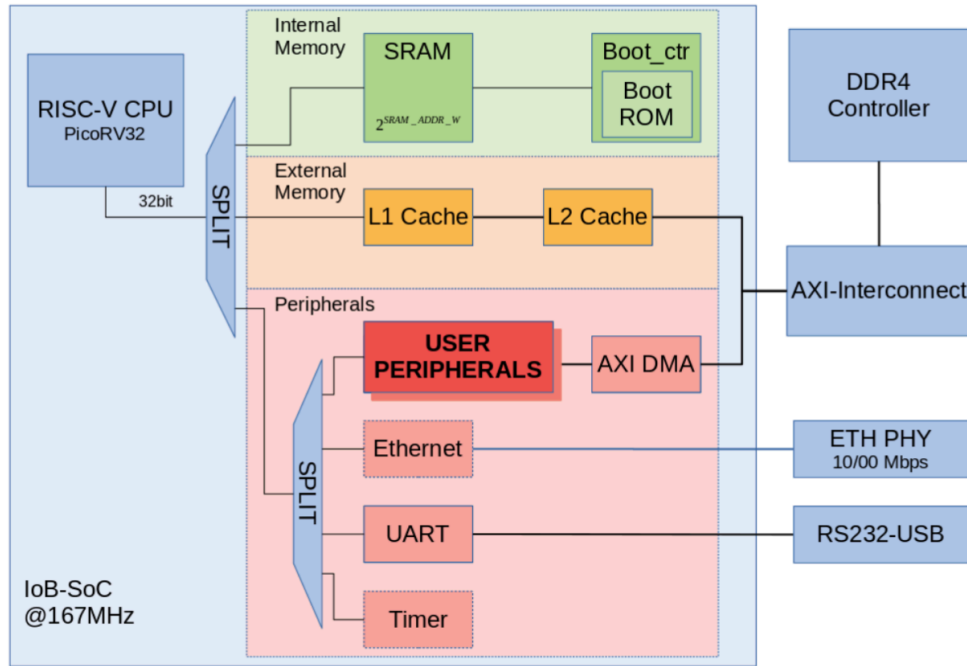 Internal
Memory
SRAM
2^SRAM_ADDR_W
Boot_ctr
Boot
ROM
RISC-V CPU
PicoRV32
DDR4
Controller
32bit
SPLIT
External
Memory
L1 Cache
L2 Cache
AXI-Interconnect
Peripherals
USER
PERIPHERALS
AXI DMA
SPLIT
Ethernet
ETH PHY
10/00 Mbps
UART
RS232-USB
Timer
IoB-SoC
@167MHz